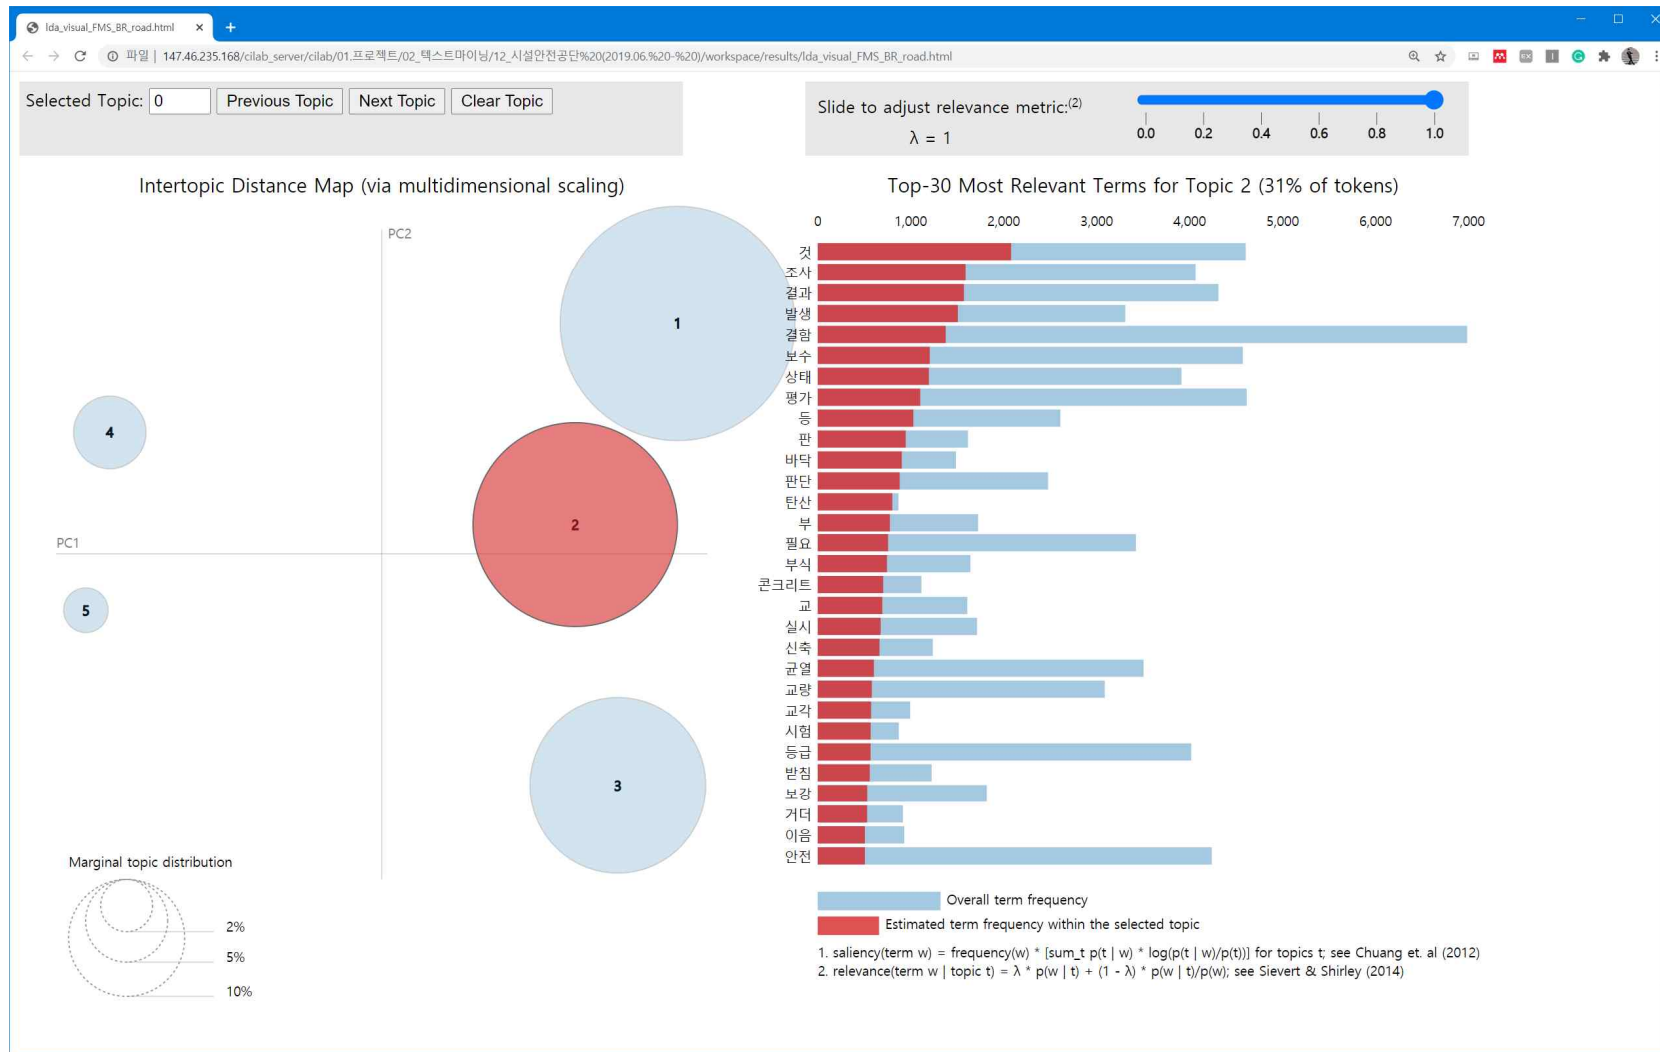 lda_visual_FMS_BR_road.html
파일 | 147.46.235.168/cilab_server/cilab/01.프로젝트/02_텍스트마이닝/12_시설안전공단%20(2019.06.%20-%20)/workspace/results/lda_visual_FMS_BR_road.html
Selected Topic: 0 Previous Topic Next Topic Clear Topic
Slide to adjust relevance metric:(2)
λ = 1
0.0 0.2 0.4 0.6 0.8 1.0
Intertopic Distance Map (via multidimensional scaling)
PC2
PC1
1
2
3
4
5
Marginal topic distribution
2%
5%
10%
Top-30 Most Relevant Terms for Topic 2 (31% of tokens)
0 1,000 2,000 3,000 4,000 5,000 6,000 7,000
것
조사
결과
발생
결함
보수
상태
평가
등
판
바닥
판단
탄산
부
필요
부식
콘크리트
교
실시
신축
균열
교량
교각
시험
등급
받침
보강
거더
이음
안전
Overall term frequency
Estimated term frequency within the selected topic
1. saliency(term w) = frequency(w) * [sum_t p(t | w) * log(p(t | w)/p(t))] for topics t; see Chuang et. al (2012)
2. relevance(term w | topic t) = λ * p(w | t) + (1 - λ) * p(w | t)/p(w); see Sievert & Shirley (2014)